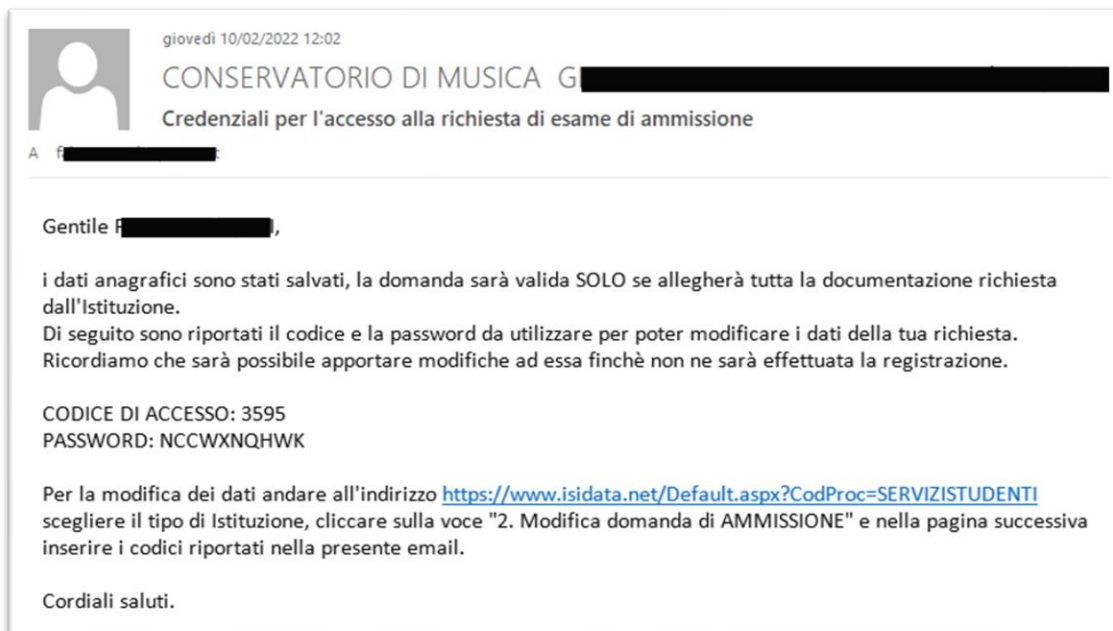 giovedì 10/02/2022 12:02
CONSERVATORIO DI MUSICA
Credenziali per l'accesso alla richiesta di esame di ammissione
A
Gentile
i dati anagrafici sono stati salvati, la domanda sarà valida SOLO se allegherà tutta la documentazione richiesta
dall'Istituzione.
Di seguito sono riportati il codice e la password da utilizzare per poter modificare i dati della tua richiesta.
Ricordiamo che sarà possibile apportare modifiche ad essa finchè non ne sarà effettuata la registrazione.
CODICE DI ACCESSO: 3595
PASSWORD: NCCWXNQHWK
Per la modifica dei dati andare all'indirizzo https://www.isidata.net/Default.aspx?CodProc=SERVIZISTUDENTI
scegliere il tipo di Istituzione, cliccare sulla voce "2. Modifica domanda di AMMISSIONE" e nella pagina successiva
inserire i codici riportati nella presente email.
Cordiali saluti.